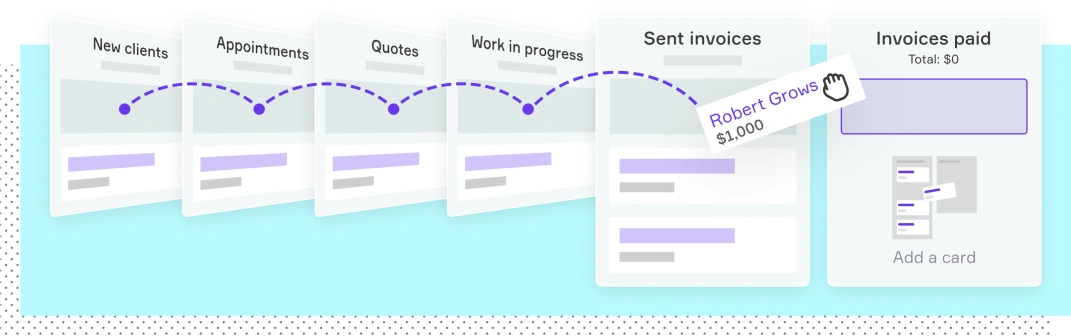 New clients
Appointments
Quotes
Work in progress
Sent invoices
Invoices paid
Total: $0
Robert Grows
$1,000
Add a card